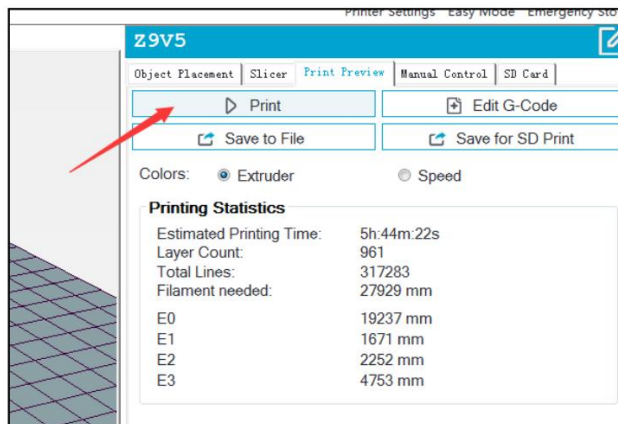 Printer Settings Easy Mode Emergency Sto
Z9V5
Object Placement Slicer Print Preview Manual Control SD Card
Print Edit G-Code
Save to File Save for SD Print
Colors: Extruder Speed
Printing Statistics
Estimated Printing Time: 5h:44m:22s
Layer Count: 961
Total Lines: 317283
Filament needed: 27929 mm
E0 19237 mm
E1 1671 mm
E2 2252 mm
E3 4753 mm